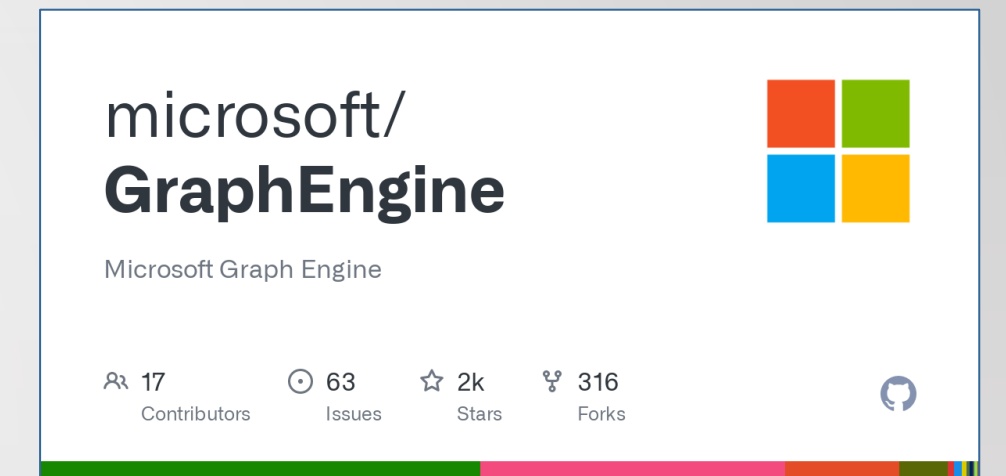 microsoft/
GraphEngine
Microsoft Graph Engine
17 63 2k 316
Contributors Issues Stars Forks